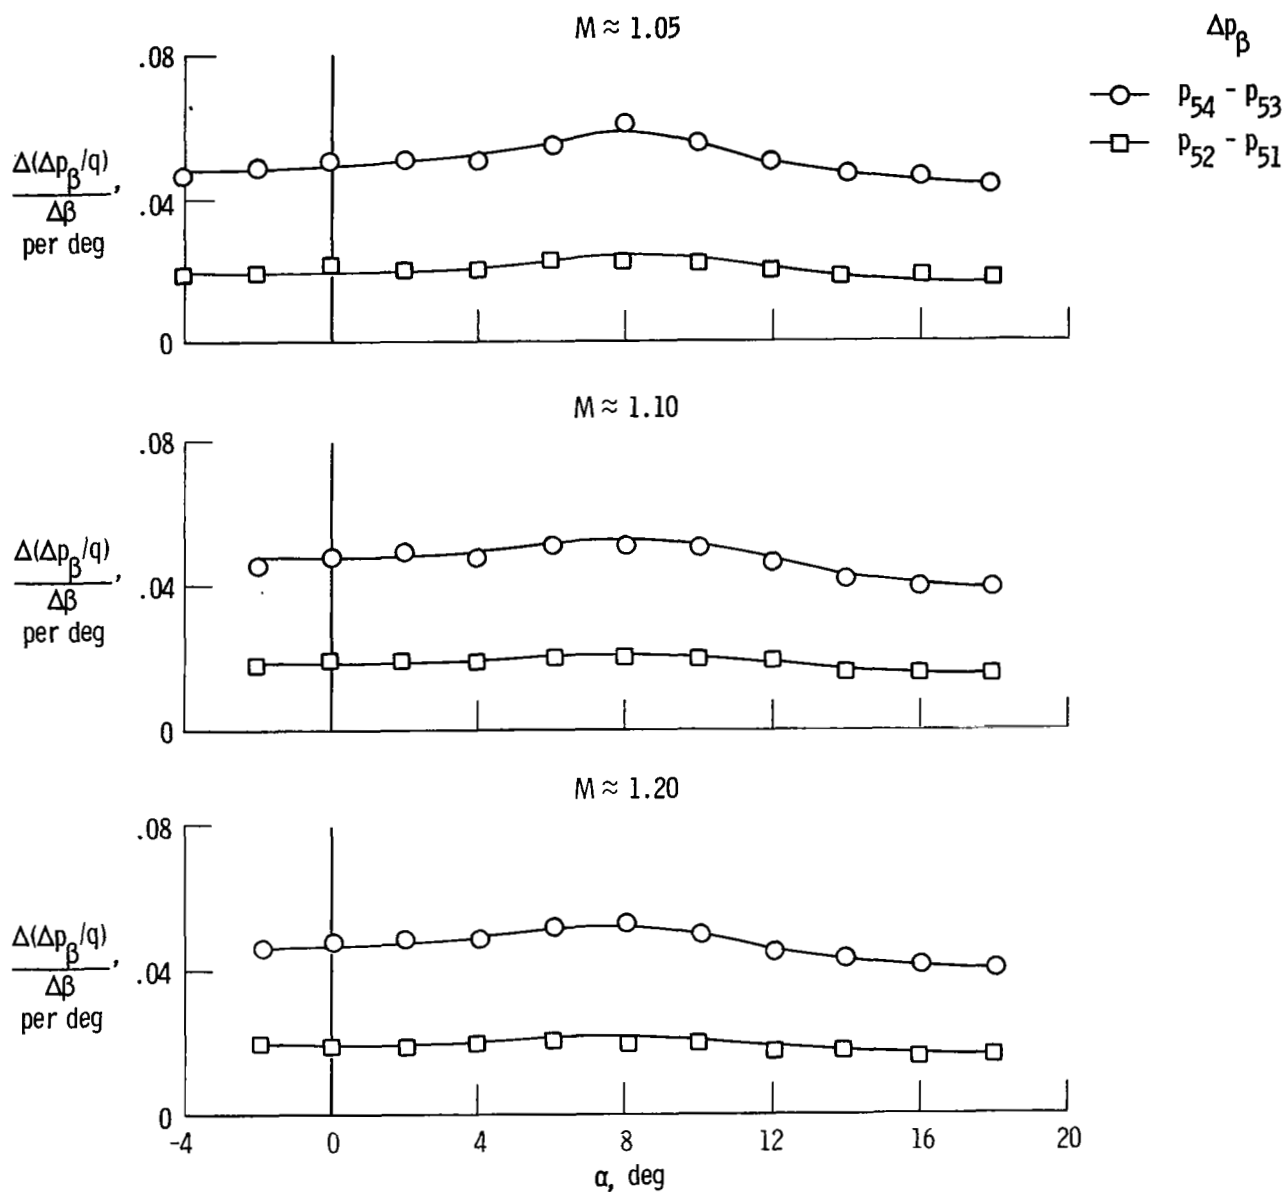 M ≈ 1.05
Δp_β
p_54 - p_53
p_52 - p_51
.08
.04
0
Δ(Δp_β/q)
Δβ
,
per deg
M ≈ 1.10
.08
.04
0
Δ(Δp_β/q)
Δβ
,
per deg
M ≈ 1.20
.08
.04
0
Δ(Δp_β/q)
Δβ
,
per deg
-4 0 4 8 12 16 20
α, deg